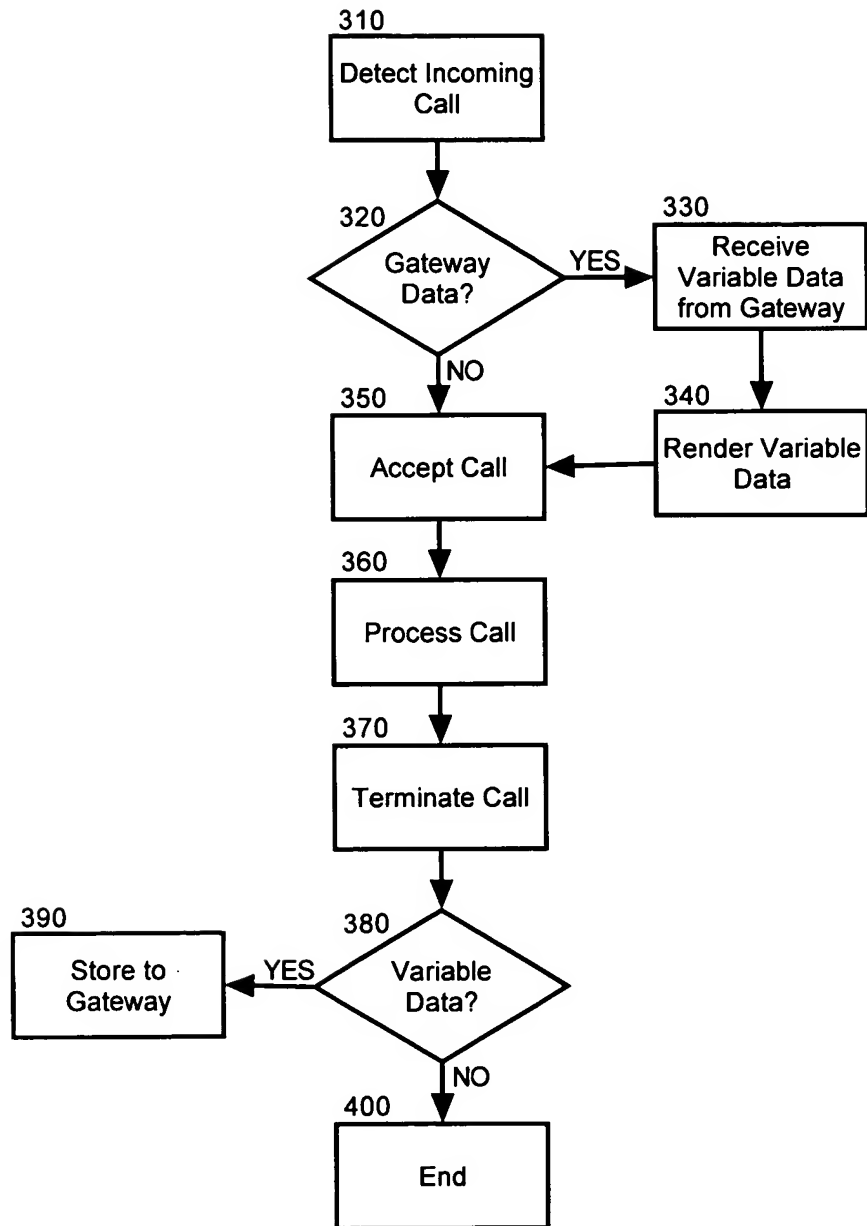 310
Detect Incoming
Call
320
Gateway
Data?
YES
330
Receive
Variable Data
from Gateway
NO
340
Render Variable
Data
350
Accept Call
360
Process Call
370
Terminate Call
380
Variable
Data?
YES
390
Store to
Gateway
NO
400
End